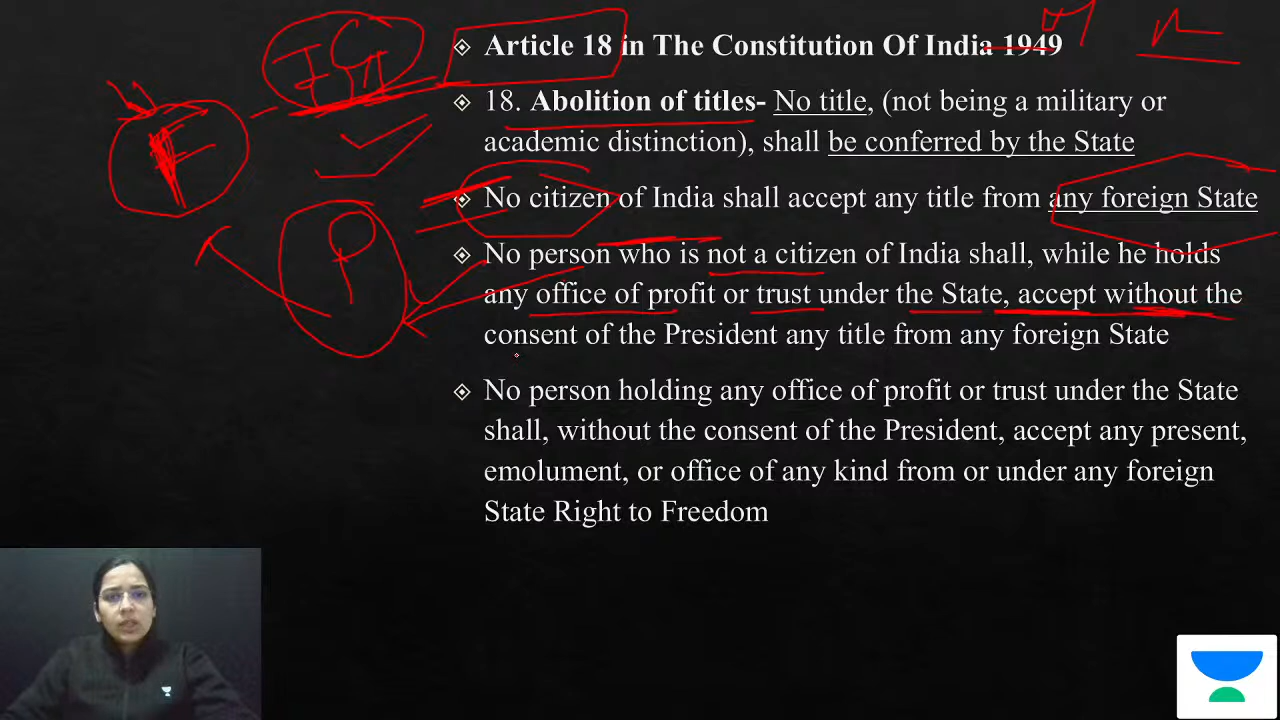 Article 18 in The Constitution Of India 1949
18. Abolition of titles- No title, (not being a military or
academic distinction), shall be conferred by the State
No citizen of India shall accept any title from any foreign State
No person who is not a citizen of India shall, while he holds
any office of profit or trust under the State, accept without the
consent of the President any title from any foreign State
No person holding any office of profit or trust under the State
shall, without the consent of the President, accept any present,
emolument, or office of any kind from or under any foreign
State Right to Freedom
F
P